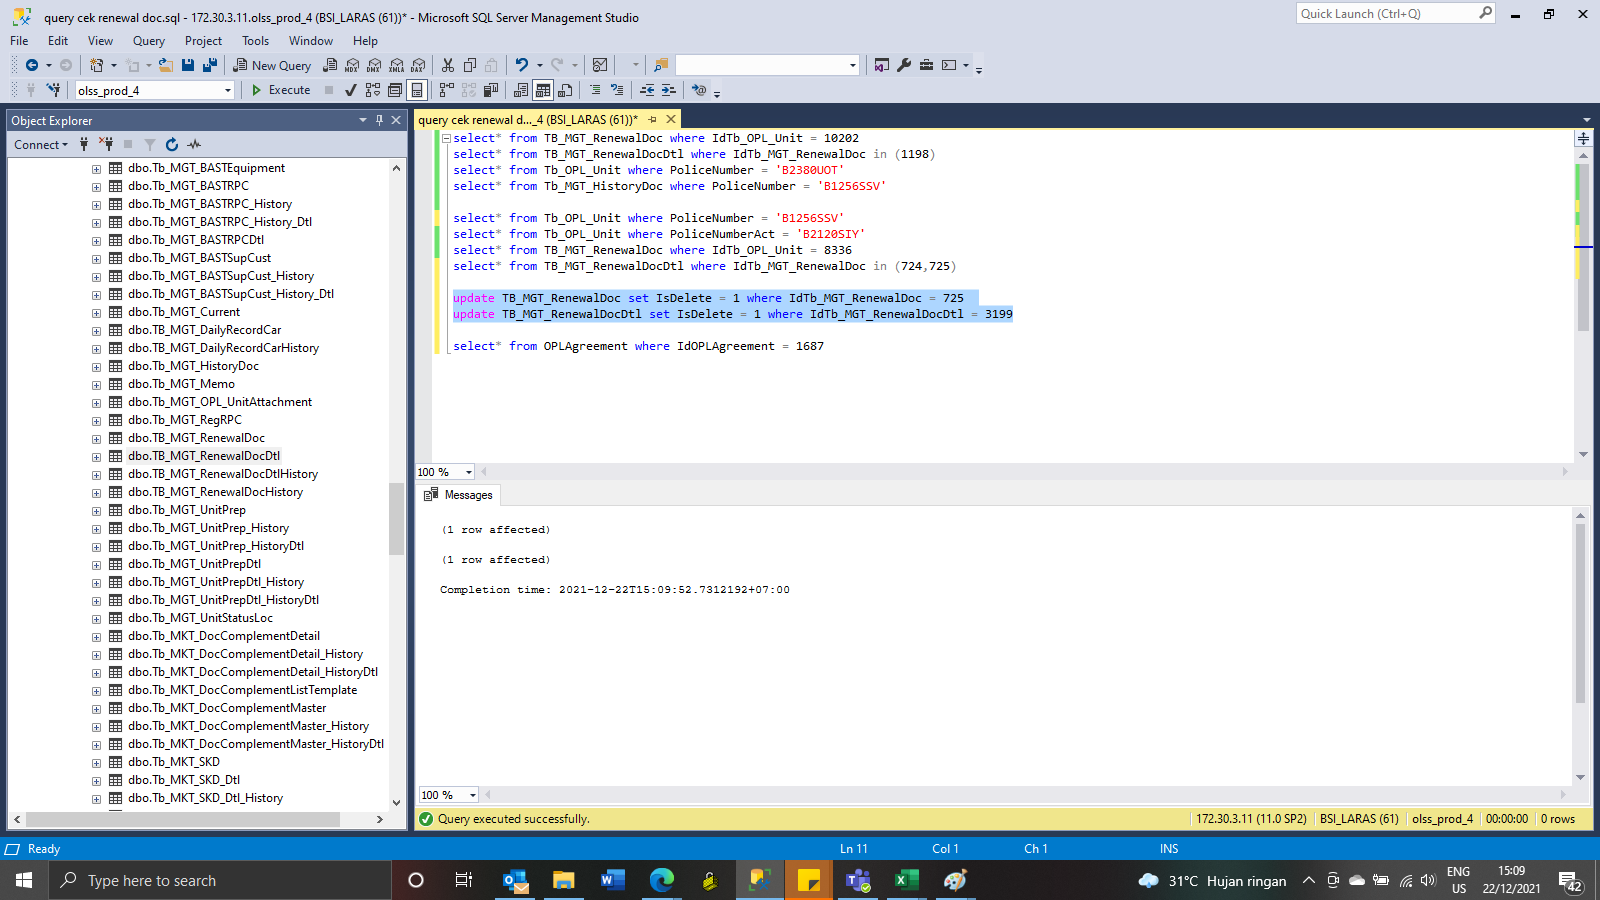 query cek renewal doc.sql - 172.30.3.11.olss_prod_4 (BSI_LARAS (61))* - Microsoft SQL Server Management Studio
Quick Launch (Ctrl+Q)
File Edit View Query Project Tools Window Help
New Query
MDX DMX XMLA DAX
olss_prod_4
Execute
Object Explorer
query cek renewal d..._4 (BSI_LARAS (61))*
Connect
dbo.Tb_MGT_BASTEquipment
dbo.Tb_MGT_BASTRPC
dbo.Tb_MGT_BASTRPC_History
dbo.Tb_MGT_BASTRPC_History_Dtl
dbo.Tb_MGT_BASTRPCDtl
dbo.Tb_MGT_BASTSupCust
dbo.Tb_MGT_BASTSupCust_History
dbo.Tb_MGT_BASTSupCust_History_Dtl
dbo.Tb_MGT_Current
dbo.TB_MGT_DailyRecordCar
dbo.TB_MGT_DailyRecordCarHistory
dbo.Tb_MGT_HistoryDoc
dbo.Tb_MGT_Memo
dbo.Tb_MGT_OPL_UnitAttachment
dbo.Tb_MGT_RegRPC
dbo.TB_MGT_RenewalDoc
dbo.TB_MGT_RenewalDocDtl
dbo.TB_MGT_RenewalDocDtlHistory
dbo.TB_MGT_RenewalDocHistory
dbo.Tb_MGT_UnitPrep
dbo.Tb_MGT_UnitPrep_History
dbo.Tb_MGT_UnitPrep_HistoryDtl
dbo.Tb_MGT_UnitPrepDtl
dbo.Tb_MGT_UnitPrepDtl_History
dbo.Tb_MGT_UnitPrepDtl_HistoryDtl
dbo.Tb_MGT_UnitStatusLoc
dbo.Tb_MKT_DocComplementDetail
dbo.Tb_MKT_DocComplementDetail_History
dbo.Tb_MKT_DocComplementDetail_HistoryDtl
dbo.Tb_MKT_DocComplementListTemplate
dbo.Tb_MKT_DocComplementMaster
dbo.Tb_MKT_DocComplementMaster_History
dbo.Tb_MKT_DocComplementMaster_HistoryDtl
dbo.Tb_MKT_SKD
dbo.Tb_MKT_SKD_Dtl
dbo.Tb_MKT_SKD_Dtl_History
select* from TB_MGT_RenewalDoc where IdTb_OPL_Unit = 10202
select* from TB_MGT_RenewalDocDtl where IdTb_MGT_RenewalDoc in (1198)
select* from Tb_OPL_Unit where PoliceNumber = 'B2380UOT'
select* from Tb_MGT_HistoryDoc where PoliceNumber = 'B1256SSV'
select* from Tb_OPL_Unit where PoliceNumber = 'B1256SSV'
select* from Tb_OPL_Unit where PoliceNumberAct = 'B2120SIY'
select* from TB_MGT_RenewalDoc where IdTb_OPL_Unit = 8336
select* from TB_MGT_RenewalDocDtl where IdTb_MGT_RenewalDoc in (724,725)
update TB_MGT_RenewalDoc set IsDelete = 1 where IdTb_MGT_RenewalDoc = 725
update TB_MGT_RenewalDocDtl set IsDelete = 1 where IdTb_MGT_RenewalDocDtl = 3199
select* from OPLAgreement where IdOPLAgreement = 1687
100 %
Messages
(1 row affected)
(1 row affected)
Completion time: 2021-12-22T15:09:52.7312192+07:00
100 %
Query executed successfully.
172.30.3.11 (11.0 SP2) BSI_LARAS (61) olss_prod_4 00:00:00 0 rows
Ready Ln 11 Col 1 Ch 1 INS
Type here to search
31°C Hujan ringan
ENG
US
15:09
22/12/2021
42